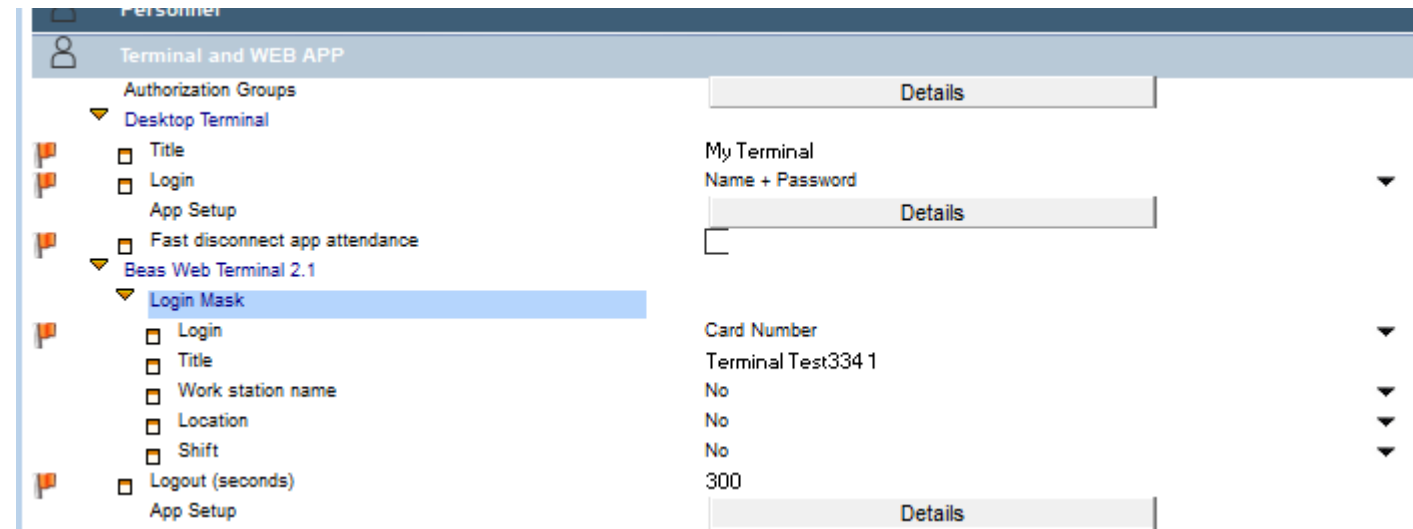 Personnel
Terminal and WEB APP
Authorization Groups Details
Desktop Terminal
Title My Terminal
Login Name + Password
App Setup Details
Fast disconnect app attendance
Beas Web Terminal 2.1
Login Mask
Login Card Number
Title Terminal Test334 1
Work station name No
Location No
Shift No
Logout (seconds) 300
App Setup Details